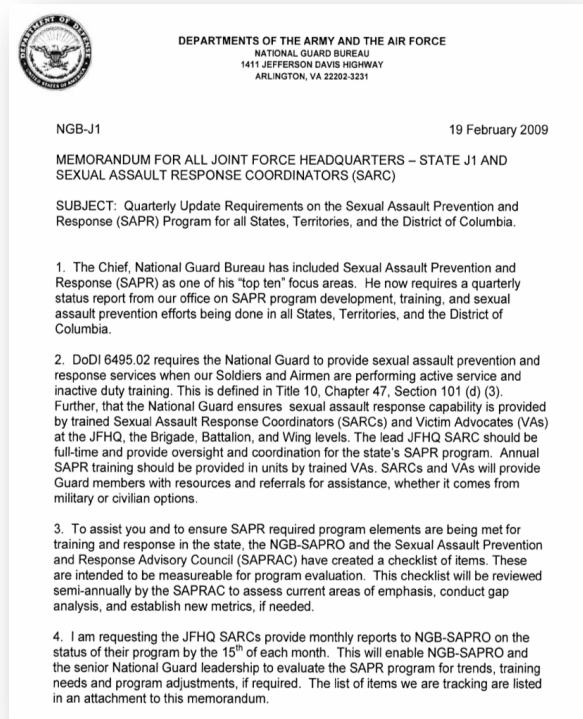 DEPARTMENT OF DEFENSE
UNITED STATES OF AMERICA
DEPARTMENTS OF THE ARMY AND THE AIR FORCE
NATIONAL GUARD BUREAU
1411 JEFFERSON DAVIS HIGHWAY
ARLINGTON, VA 22202-3231
NGB-J1 19 February 2009
MEMORANDUM FOR ALL JOINT FORCE HEADQUARTERS – STATE J1 AND
SEXUAL ASSAULT RESPONSE COORDINATORS (SARC)
SUBJECT: Quarterly Update Requirements on the Sexual Assault Prevention and
Response (SAPR) Program for all States, Territories, and the District of Columbia.
1. The Chief, National Guard Bureau has included Sexual Assault Prevention and
Response (SAPR) as one of his "top ten" focus areas. He now requires a quarterly
status report from our office on SAPR program development, training, and sexual
assault prevention efforts being done in all States, Territories, and the District of
Columbia.
2. DoDI 6495.02 requires the National Guard to provide sexual assault prevention and
response services when our Soldiers and Airmen are performing active service and
inactive duty training. This is defined in Title 10, Chapter 47, Section 101 (d) (3).
Further, that the National Guard ensures sexual assault response capability is provided
by trained Sexual Assault Response Coordinators (SARCs) and Victim Advocates (VAs)
at the JFHQ, the Brigade, Battalion, and Wing levels. The lead JFHQ SARC should be
full-time and provide oversight and coordination for the state's SAPR program. Annual
SAPR training should be provided in units by trained VAs. SARCs and VAs will provide
Guard members with resources and referrals for assistance, whether it comes from
military or civilian options.
3. To assist you and to ensure SAPR required program elements are being met for
training and response in the state, the NGB-SAPRO and the Sexual Assault Prevention
and Response Advisory Council (SAPRAC) have created a checklist of items. These
are intended to be measureable for program evaluation. This checklist will be reviewed
semi-annually by the SAPRAC to assess current areas of emphasis, conduct gap
analysis, and establish new metrics, if needed.
4. I am requesting the JFHQ SARCs provide monthly reports to NGB-SAPRO on the
status of their program by the 15th of each month. This will enable NGB-SAPRO and
the senior National Guard leadership to evaluate the SAPR program for trends, training
needs and program adjustments, if required. The list of items we are tracking are listed
in an attachment to this memorandum.